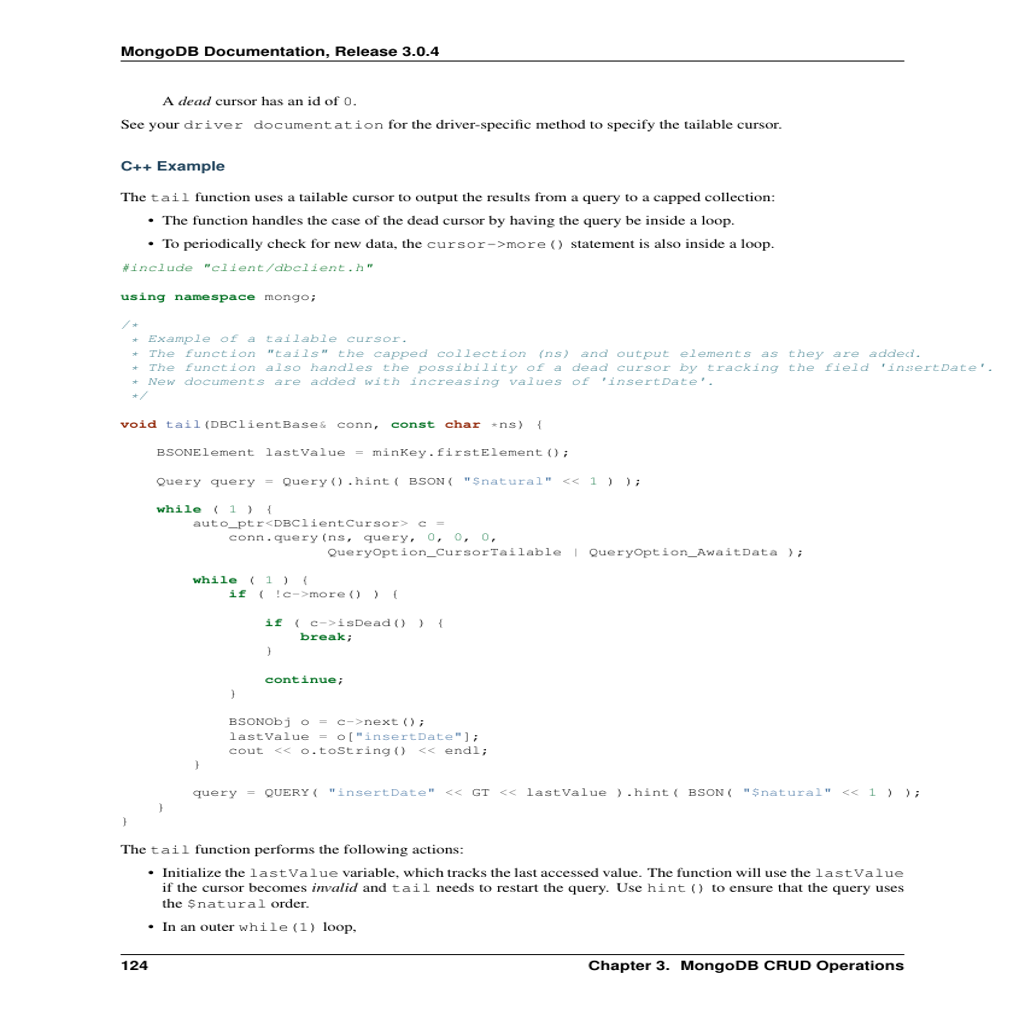 MongoDB Documentation, Release 3.0.4
A dead cursor has an id of 0.
See your driver documentation for the driver-specific method to specify the tailable cursor.
C++ Example
The tail function uses a tailable cursor to output the results from a query to a capped collection:
• The function handles the case of the dead cursor by having the query be inside a loop.
• To periodically check for new data, the cursor->more() statement is also inside a loop.
#include "client/dbclient.h"
using namespace mongo;
/*
 * Example of a tailable cursor.
 * The function "tails" the capped collection (ns) and output elements as they are added.
 * The function also handles the possibility of a dead cursor by tracking the field 'insertDate'.
 * New documents are added with increasing values of 'insertDate'.
 */
void tail(DBClientBase& conn, const char *ns) {
    BSONElement lastValue = minKey.firstElement();
    Query query = Query().hint( BSON( "$natural" << 1 ) );
    while ( 1 ) {
        auto_ptr<DBClientCursor> c =
            conn.query(ns, query, 0, 0, 0,
                       QueryOption_CursorTailable | QueryOption_AwaitData );
        while ( 1 ) {
            if ( !c->more() ) {
                if ( c->isDead() ) {
                    break;
                }
                continue;
            }
            BSONObj o = c->next();
            lastValue = o["insertDate"];
            cout << o.toString() << endl;
        }
        query = QUERY( "insertDate" << GT << lastValue ).hint( BSON( "$natural" << 1 ) );
    }
}
The tail function performs the following actions:
• Initialize the lastValue variable, which tracks the last accessed value. The function will use the lastValue
if the cursor becomes invalid and tail needs to restart the query. Use hint() to ensure that the query uses
the $natural order.
• In an outer while(1) loop,
124 Chapter 3. MongoDB CRUD Operations